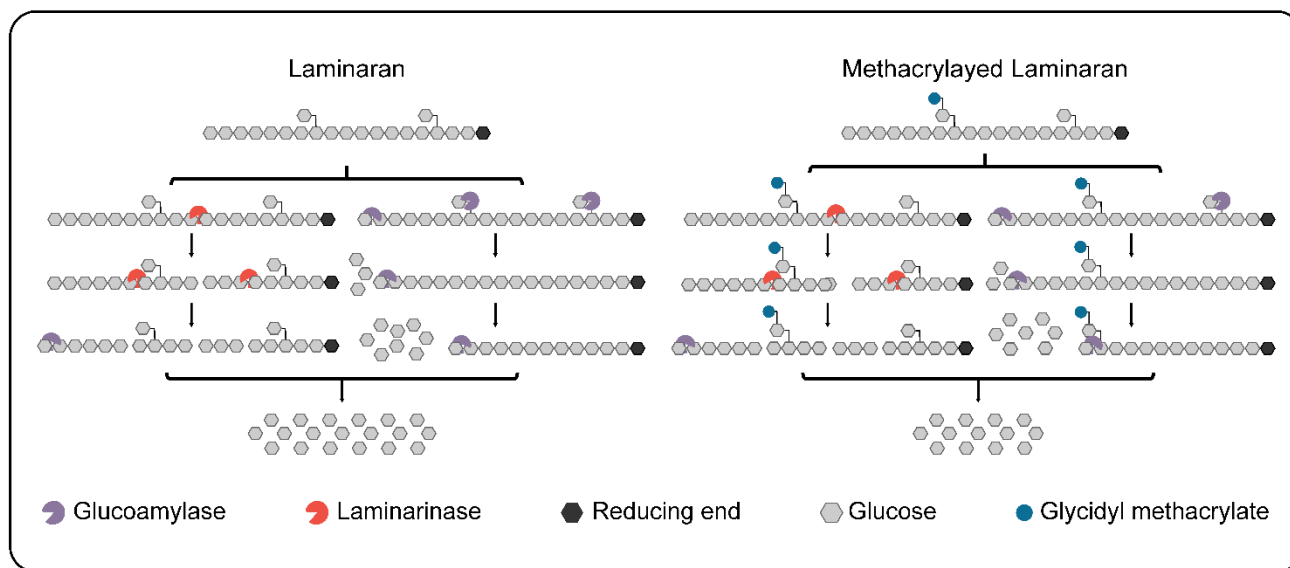 Laminaran
Methacrylayed Laminaran
Glucoamylase
Laminarinase
Reducing end
Glucose
Glycidyl methacrylate